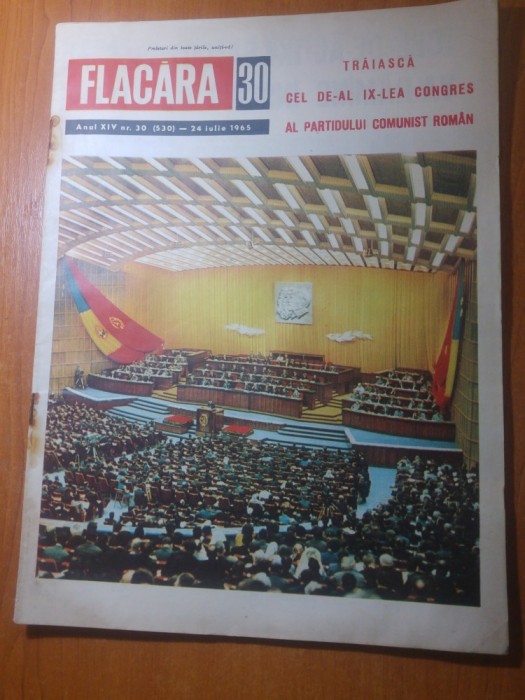 Proletari din toate țările, uniți-vă!
FLACĂRA 30
Anul XIV nr. 30 (530) — 24 iulie 1965
TRĂIASCĂ
CEL DE-AL IX-LEA CONGRES
AL PARTIDULUI COMUNIST ROMÂN